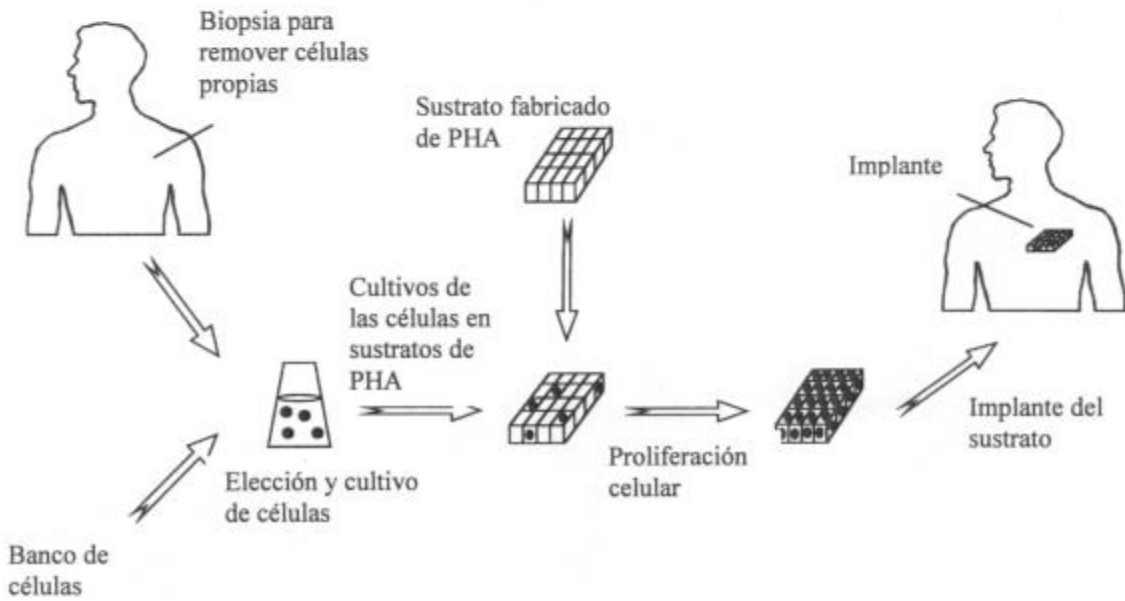 Biopsia para
remover células
propias
Sustrato fabricado
de PHA
Implante
Cultivos de
las células en
sustratos de
PHA
Elección y cultivo
de células
Proliferación
celular
Implante del
sustrato
Banco de
células